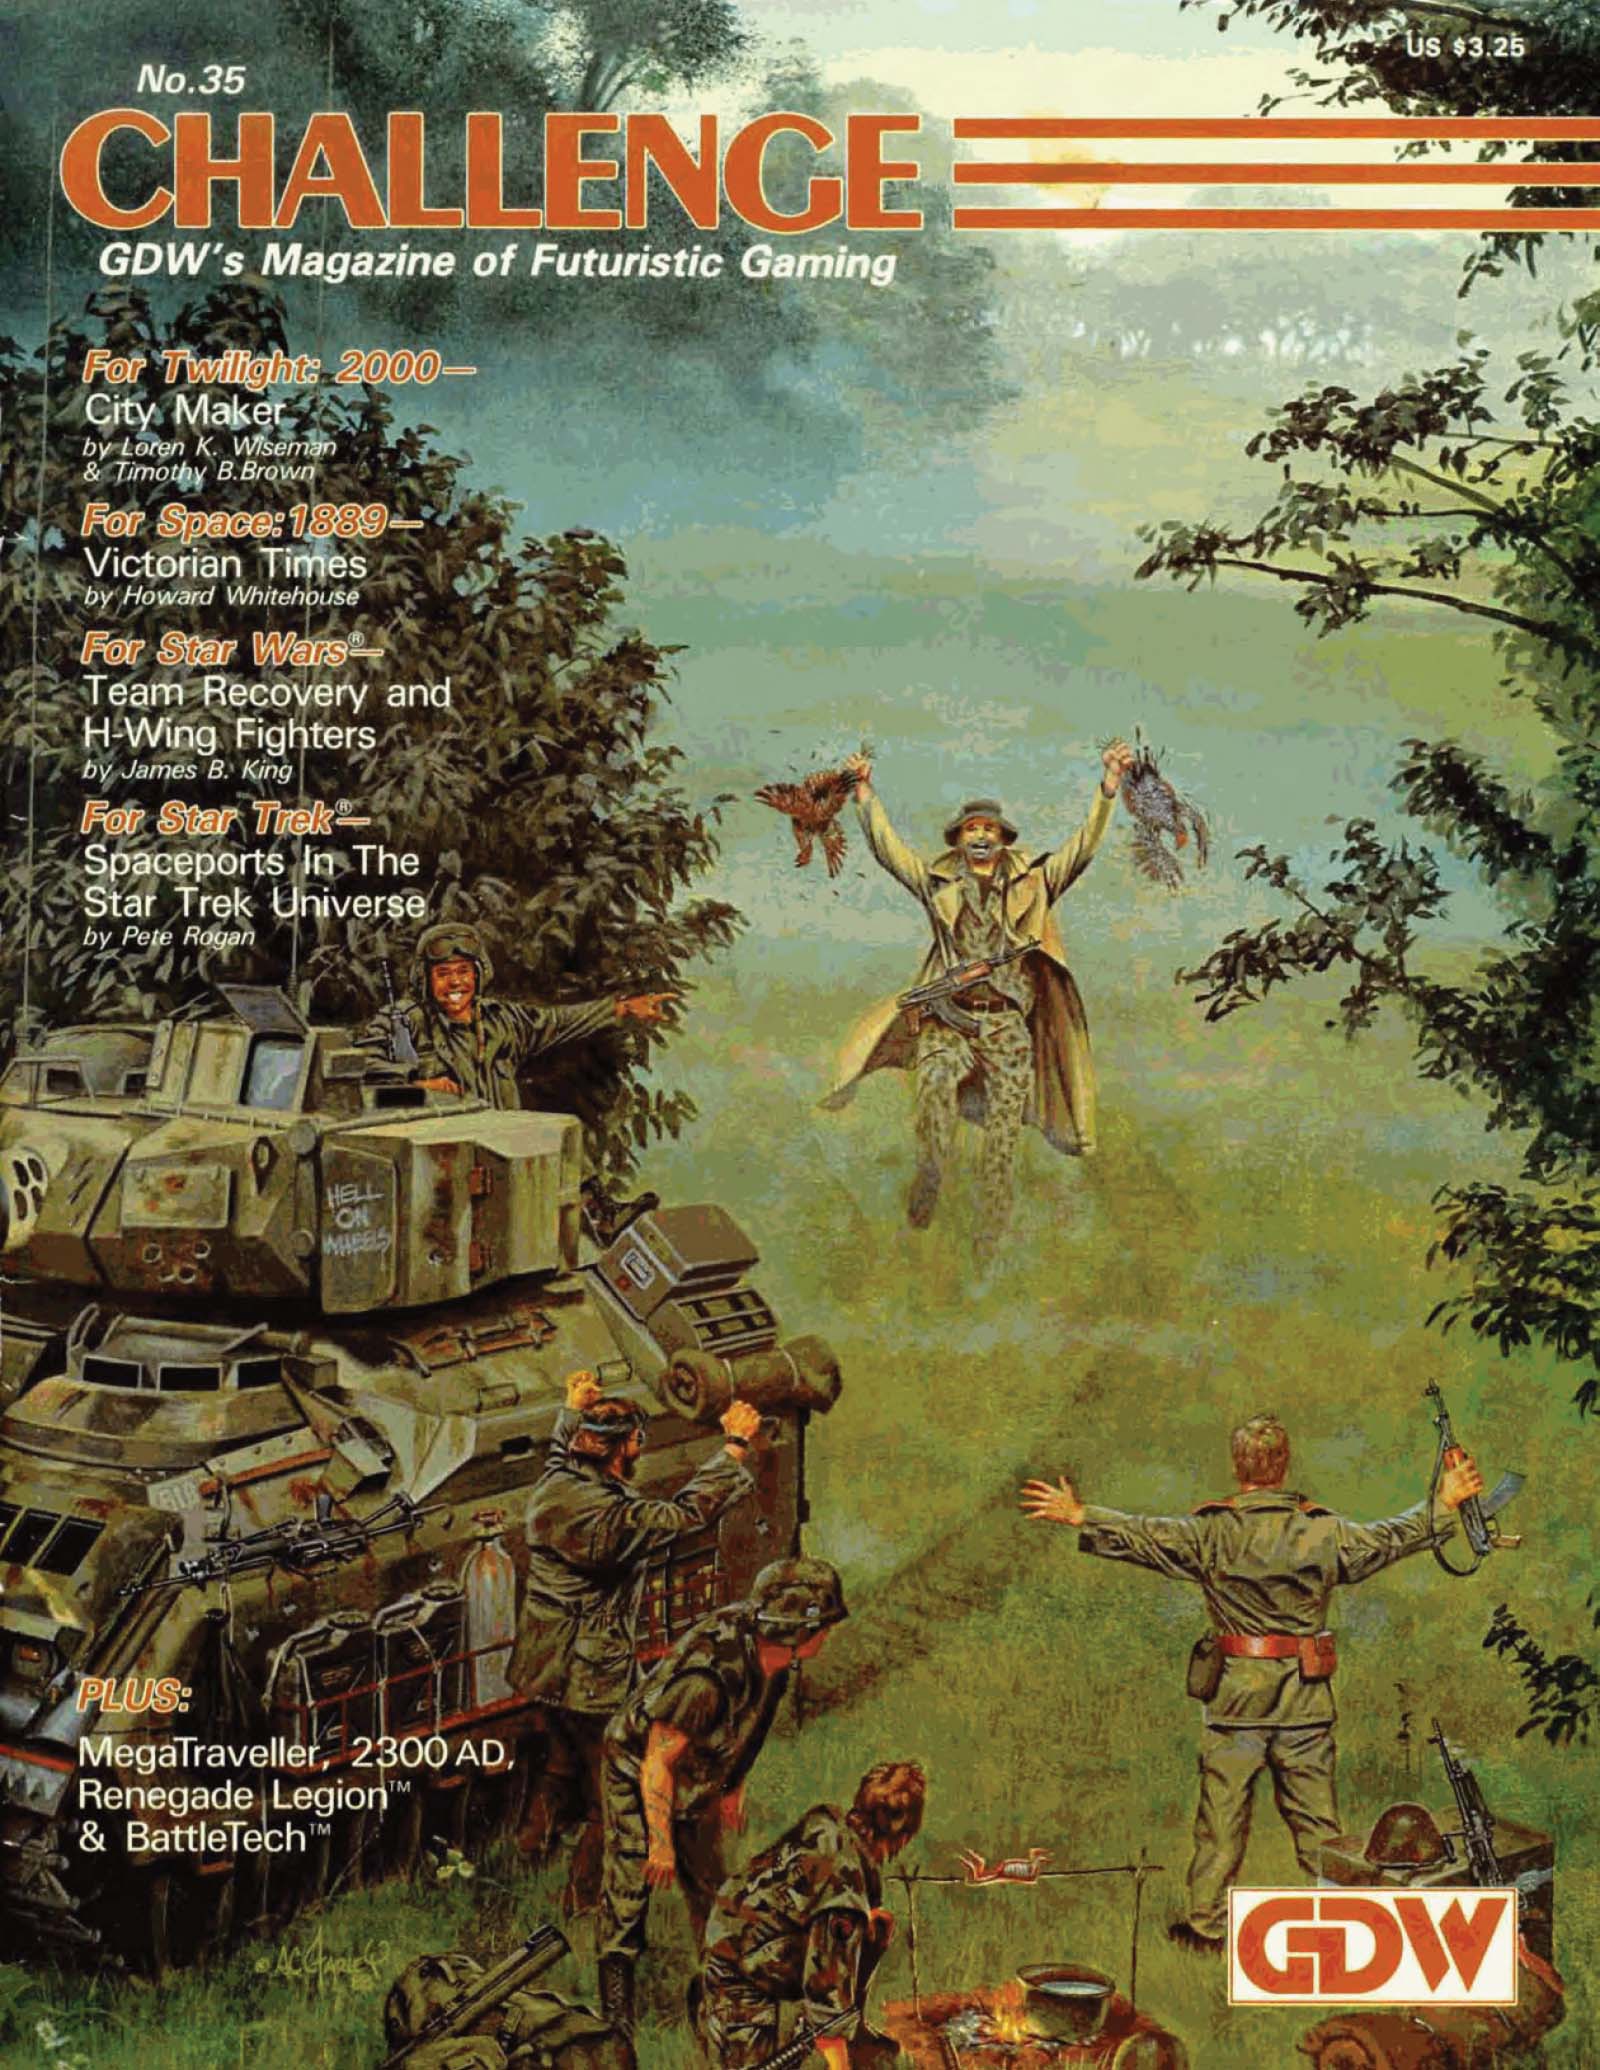 US $3.25
No.35
CHALLENGE
GDW's Magazine of Futuristic Gaming
For Twilight: 2000—
City Maker
by Loren K. Wiseman
& Timothy B.Brown
For Space:1889—
Victorian Times
by Howard Whitehouse
For Star Wars®—
Team Recovery and
H-Wing Fighters
by James B. King
For Star Trek®—
Spaceports In The
Star Trek Universe
by Pete Rogan
HELL
ON
WHEELS
PLUS:
MegaTraveller, 2300 AD,
Renegade Legion™
& BattleTech™
GDW